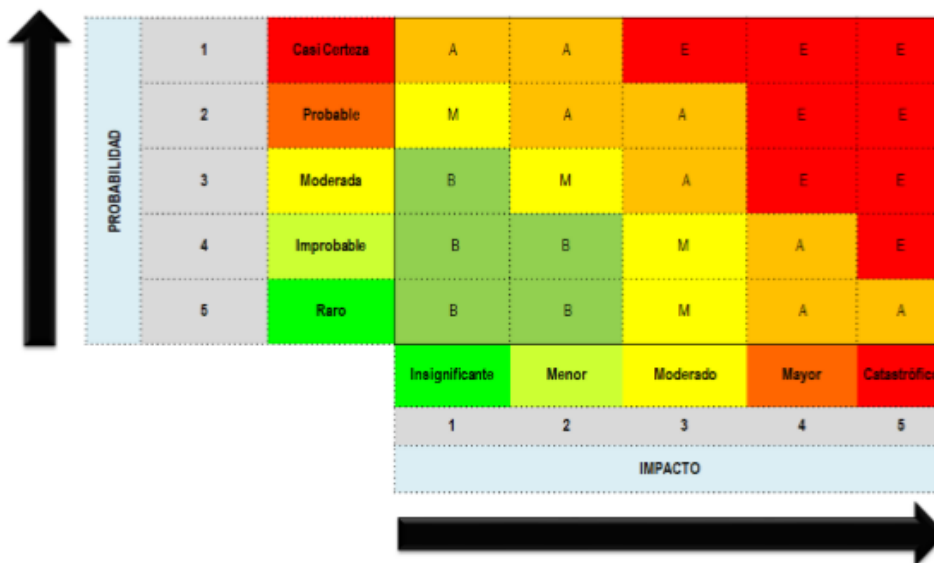 PROBABILIDAD
1 Casi Certeza A A E E E
2 Probable M A A E E
3 Moderada B M A E E
4 Improbable B B M A E
5 Raro B B M A A
Insignificante Menor Moderado Mayor Catastrófico
1 2 3 4 5
IMPACTO